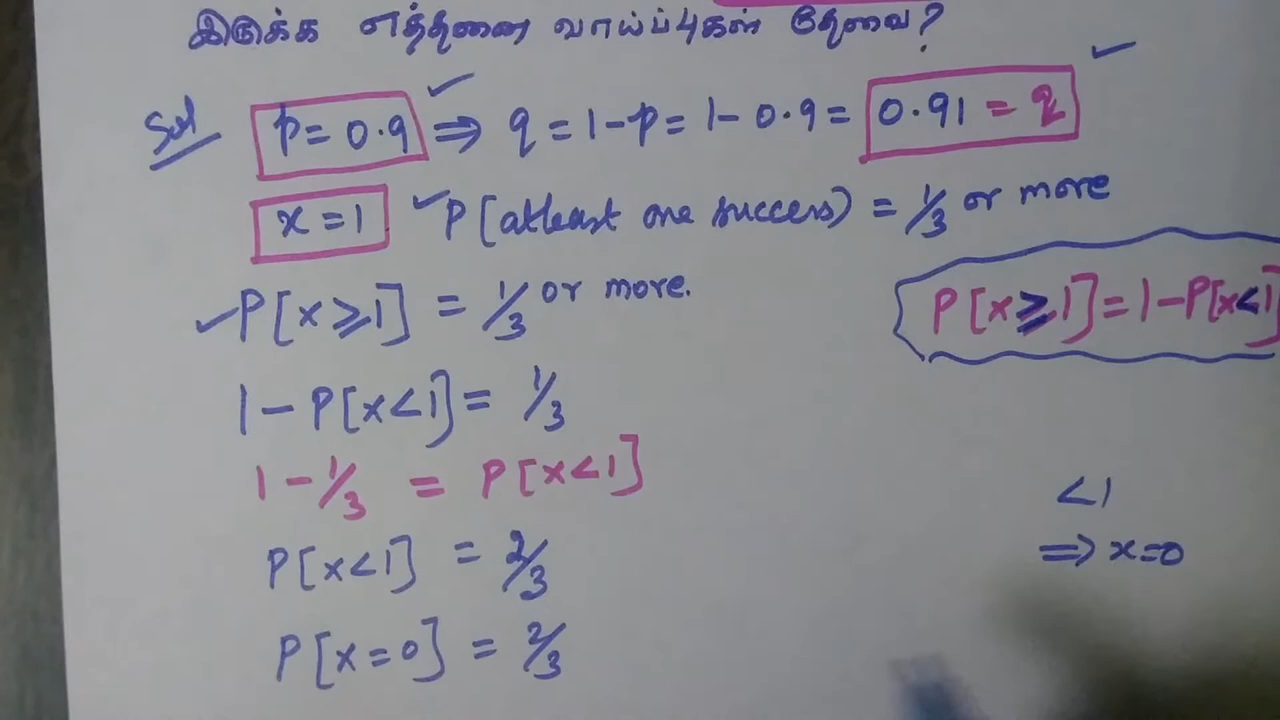 இருக்க எத்தனை வாய்ப்புகள் தேவை?
Sol p = 0.9 ⇒ q = 1 - p = 1 - 0.9 = 0.91 = q
x = 1 P[atleast one success) = 1/3 or more
P[x ≥ 1] = 1/3 or more.
P[x ≥ 1] = 1 - P[x < 1]
1 - P[x < 1] = 1/3
1 - 1/3 = P[x < 1]
< 1
P[x < 1] = 2/3
⇒ x = 0
P[x = 0] = 2/3